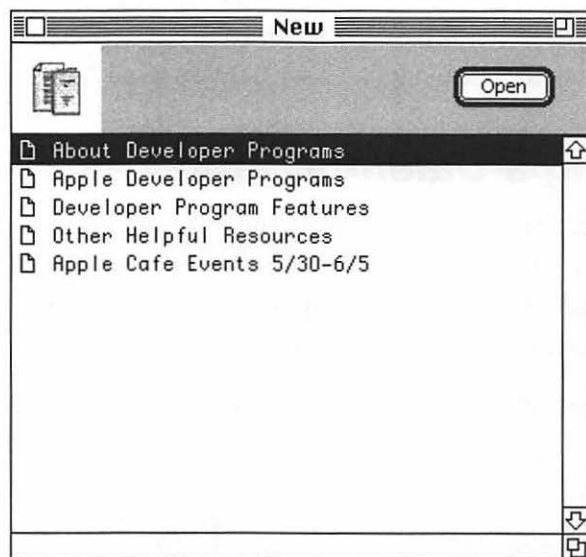 New
Open
About Developer Programs
Apple Developer Programs
Developer Program Features
Other Helpful Resources
Apple Cafe Events 5/30-6/5